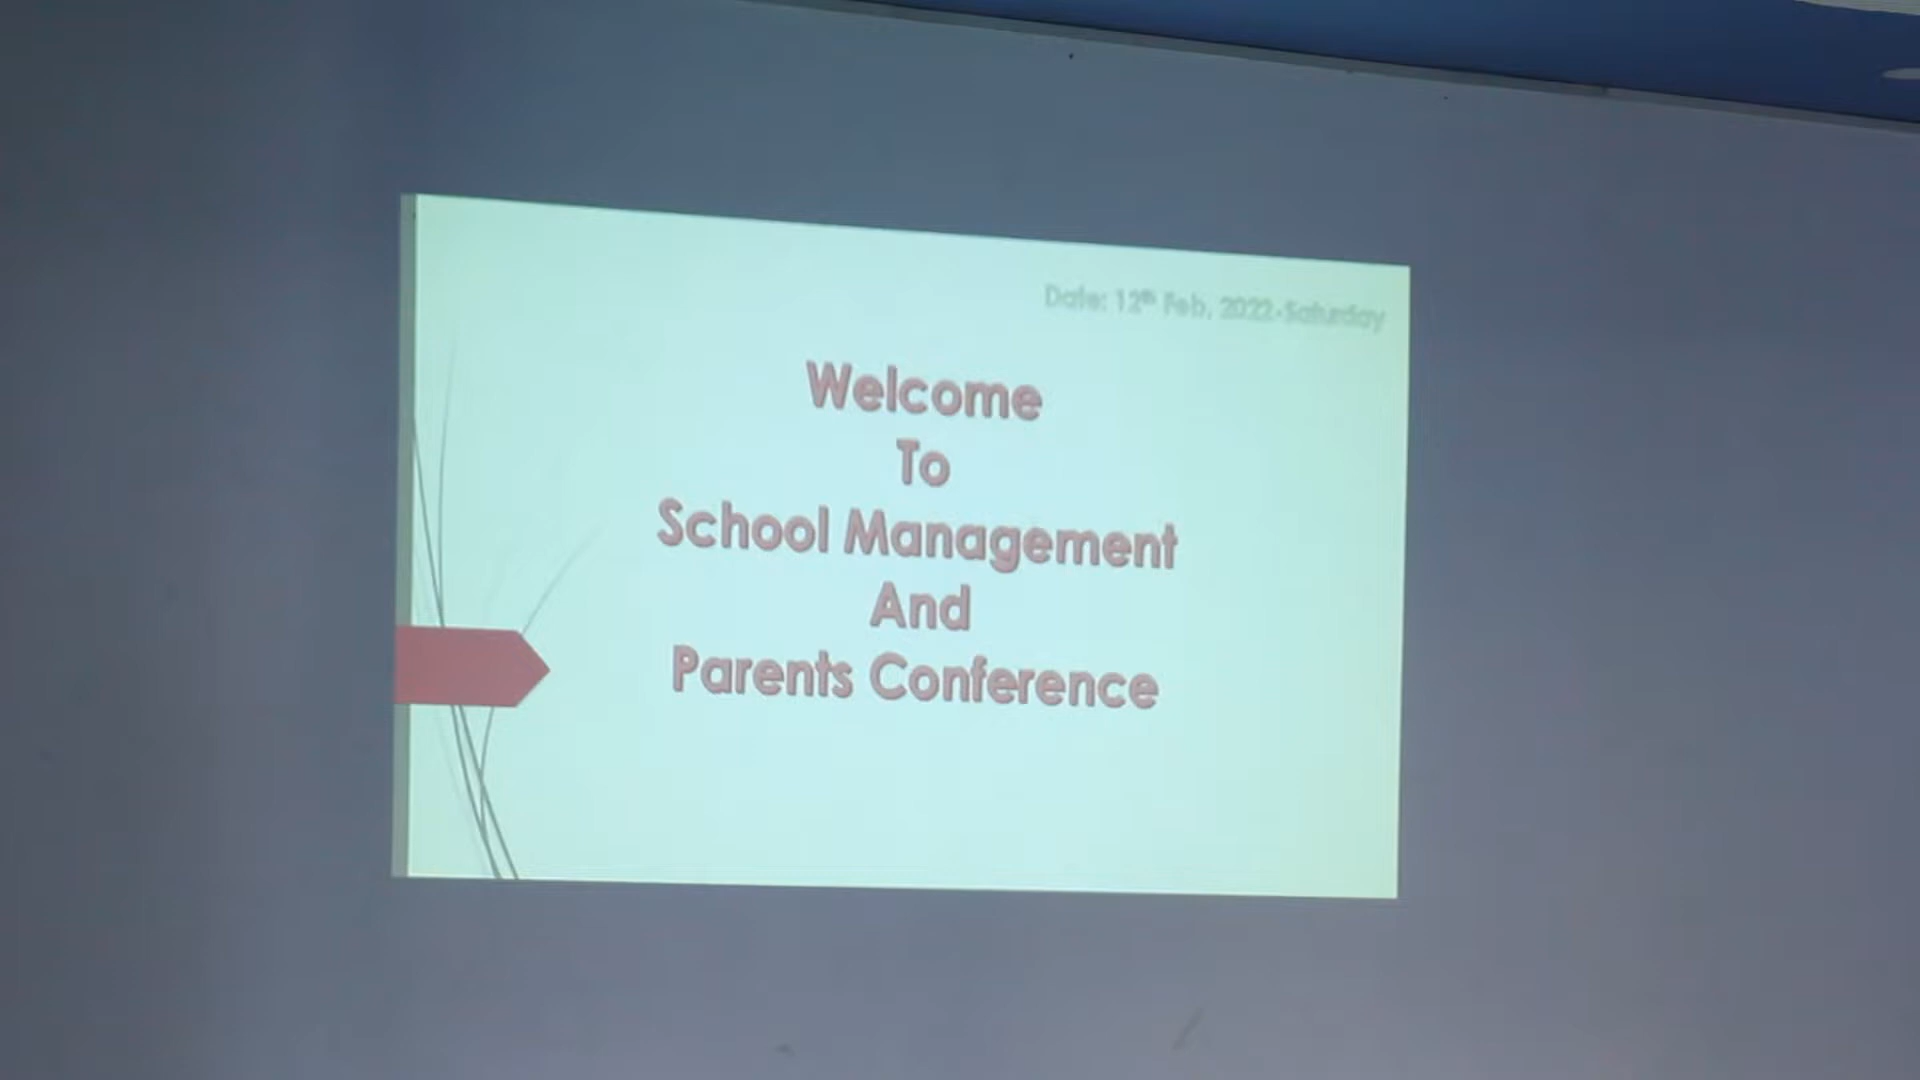 Date: 12th Feb, 2022-Saturday
Welcome
To
School Management
And
Parents Conference